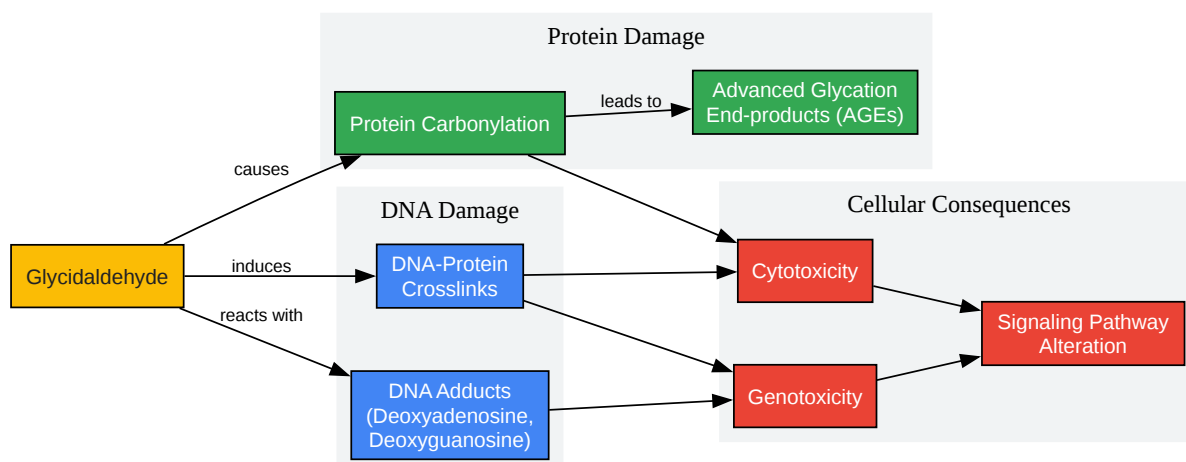 Protein Damage
Advanced Glycation
End-products (AGEs)
leads to
Protein Carbonylation
causes
DNA Damage
Cellular Consequences
Glycidaldehyde
induces
DNA-Protein
Crosslinks
Cytotoxicity
reacts with
Signaling Pathway
Alteration
DNA Adducts
(Deoxyadenosine,
Deoxyguanosine)
Genotoxicity